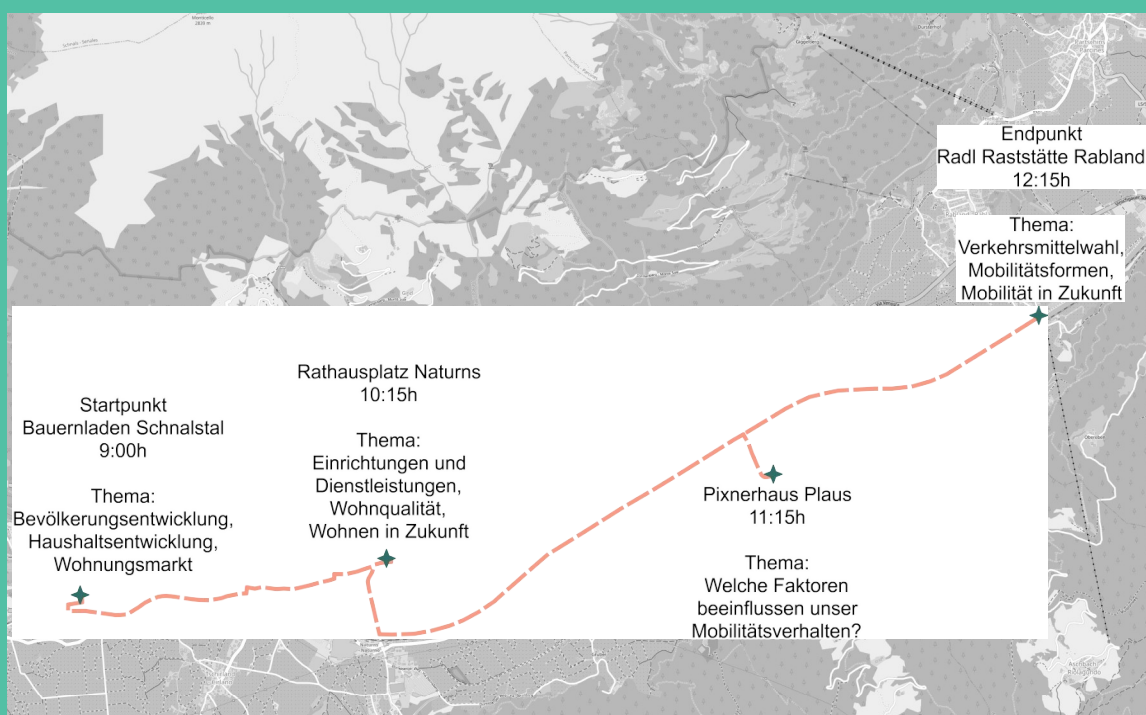 Endpunkt
Radl Raststätte Rabland
12:15h
Thema:
Verkehrsmittelwahl,
Mobilitätsformen,
Mobilität in Zukunft
Rathausplatz Naturns
10:15h
Thema:
Einrichtungen und
Dienstleistungen,
Wohnqualität,
Wohnen in Zukunft
Startpunkt
Bauernladen Schnalstal
9:00h
Thema:
Bevölkerungsentwicklung,
Haushaltsentwicklung,
Wohnungsmarkt
Pixnerhaus Plaus
11:15h
Thema:
Welche Faktoren
beeinflussen unser
Mobilitätsverhalten?